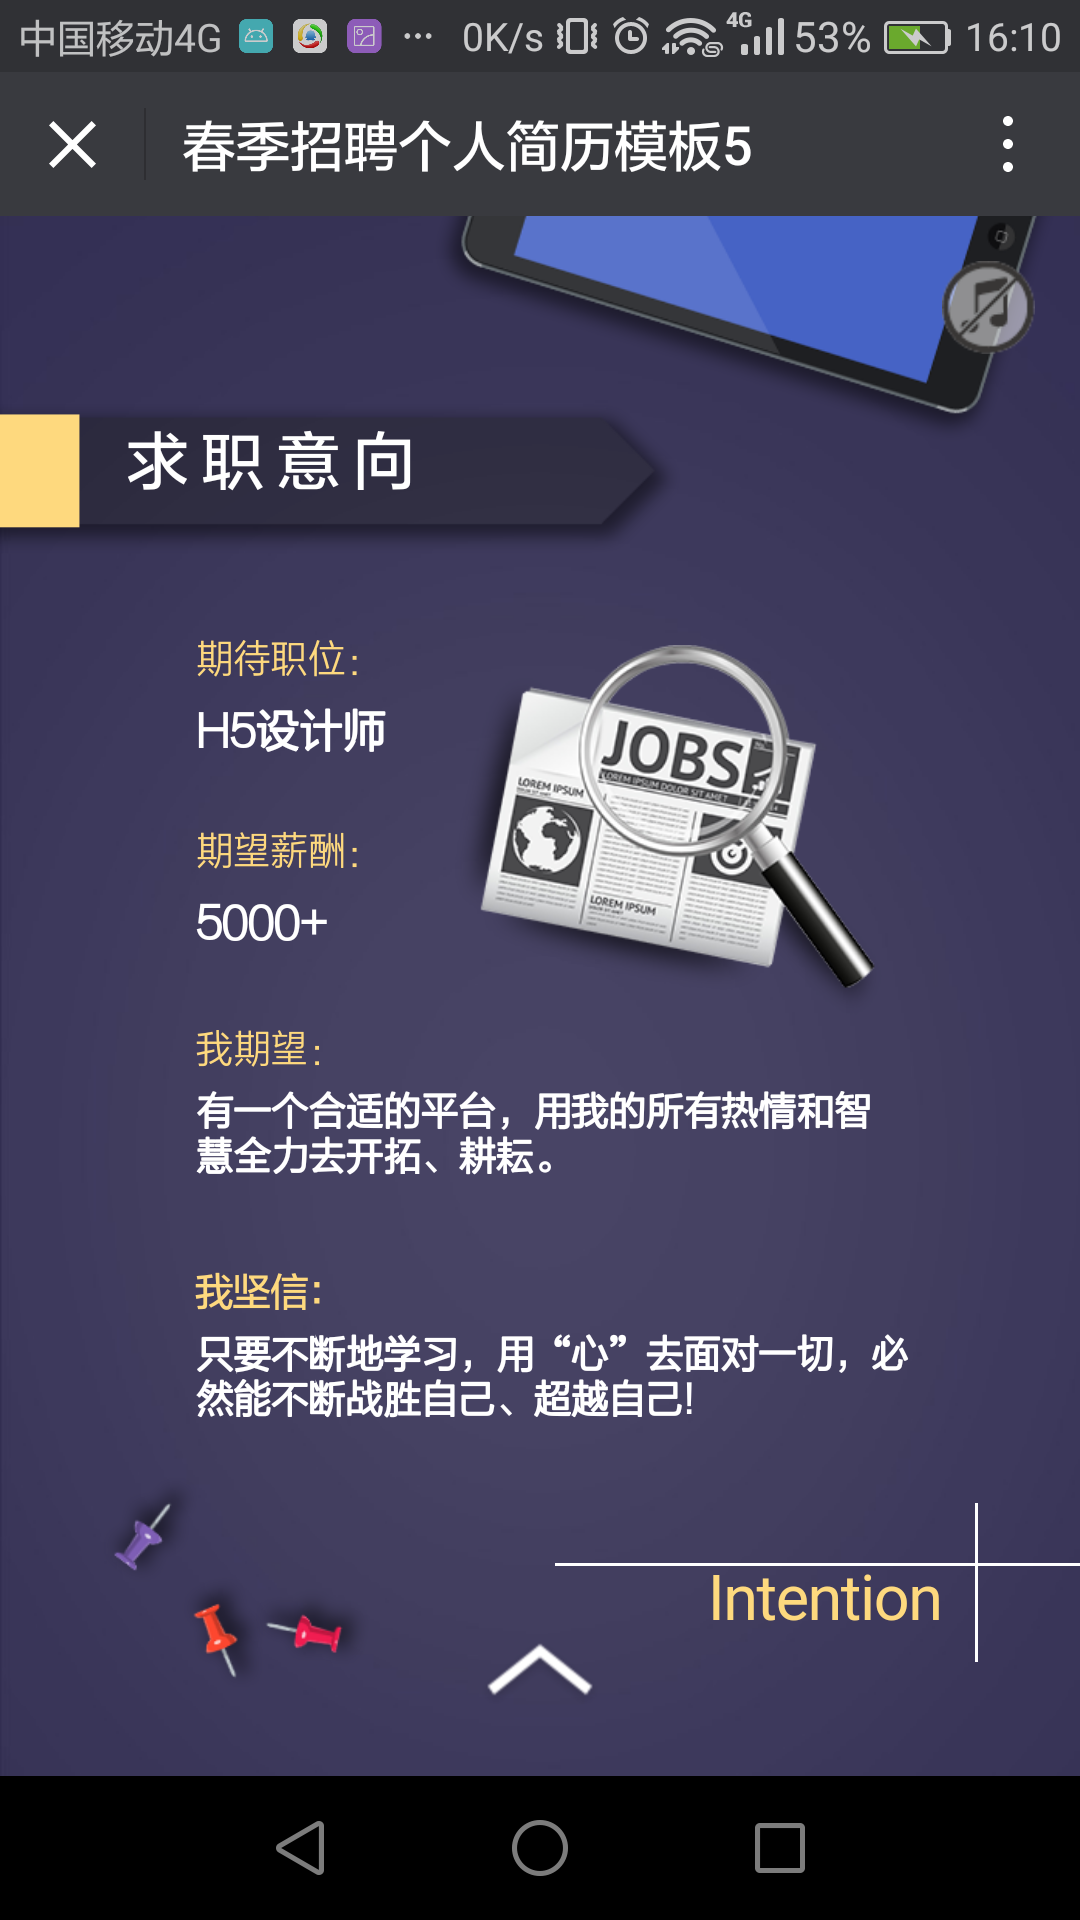 中国移动4G ... 0K/s 4G 53% 16:10
春季招聘个人简历模板5
求职意向
期待职位：
H5设计师
JOBS
LOREM IPSUM DOLOR SIT AMET
LOREM IPSUM
期望薪酬：
5000+
LOREM IPSUM
我期望：
有一个合适的平台，用我的所有热情和智
慧全力去开拓、耕耘。
我坚信：
只要不断地学习，用“心”去面对一切，必
然能不断战胜自己、超越自己!
Intention